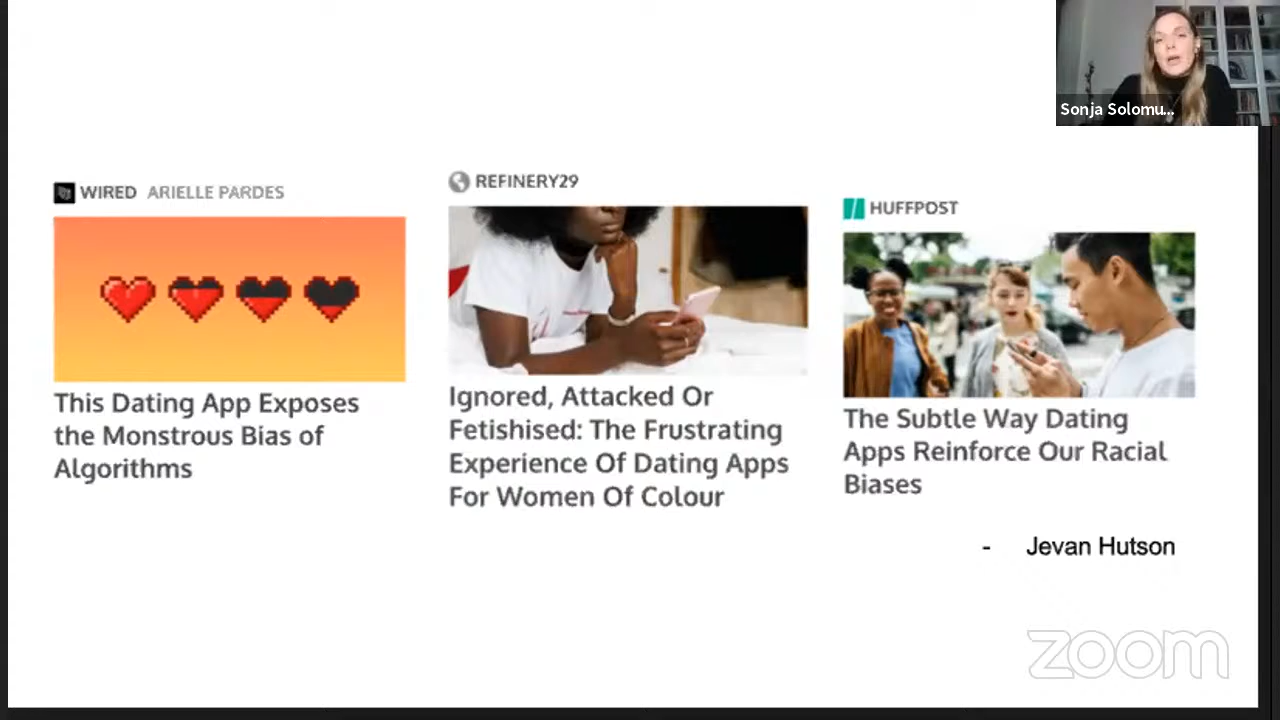 Sonja Solomu...
WIRED ARIELLE PARDES
This Dating App Exposes
the Monstrous Bias of
Algorithms
REFINERY29
Ignored, Attacked Or
Fetishised: The Frustrating
Experience Of Dating Apps
For Women Of Colour
HUFFPOST
The Subtle Way Dating
Apps Reinforce Our Racial
Biases
- Jevan Hutson
zoom